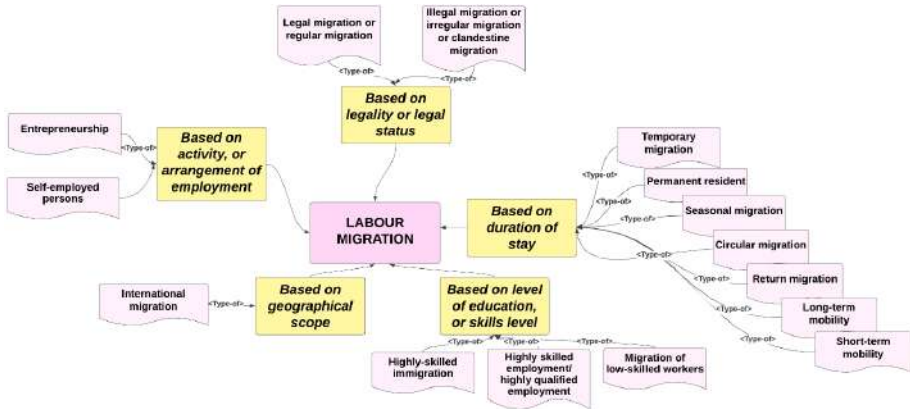 Legal migration or
regular migration
Illegal migration or
irregular migration
or clandestine
migration
<Type-of>
<Type-of>
Based on
legality or legal
status
Entrepreneurship
<Type-of>
Self-employed
persons
<Type-of>
Based on
activity, or
arrangement of
employment
LABOUR
MIGRATION
Based on
duration of
stay
Temporary
migration
<Type-of>
Permanent resident
<Type-of>
Seasonal migration
<Type-of>
Circular migration
<Type-of>
Return migration
<Type-of>
Long-term
mobility
<Type-of>
Short-term
mobility
<Type-of>
International
migration
<Type-of>
Based on
geographical
scope
Based on level
of education,
or skills level
<Type-of>
<Type-of>
<Type-of>
Highly-skilled
immigration
Highly skilled
employment/
highly qualified
employment
Migration of
low-skilled workers